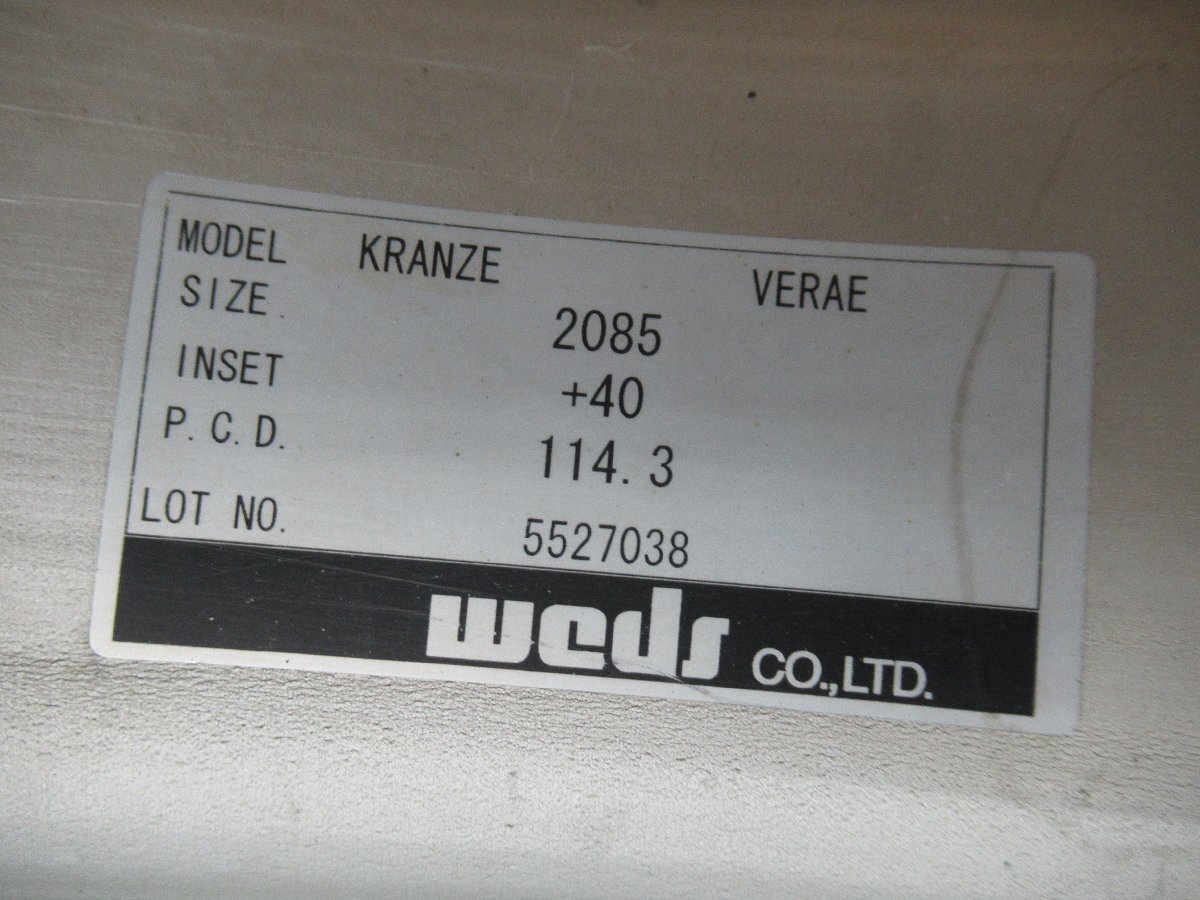 MODEL KRANZE VERAE
SIZE 2085
INSET +40
P.C.D. 114.3
LOT NO. 5527038
weds CO.,LTD.